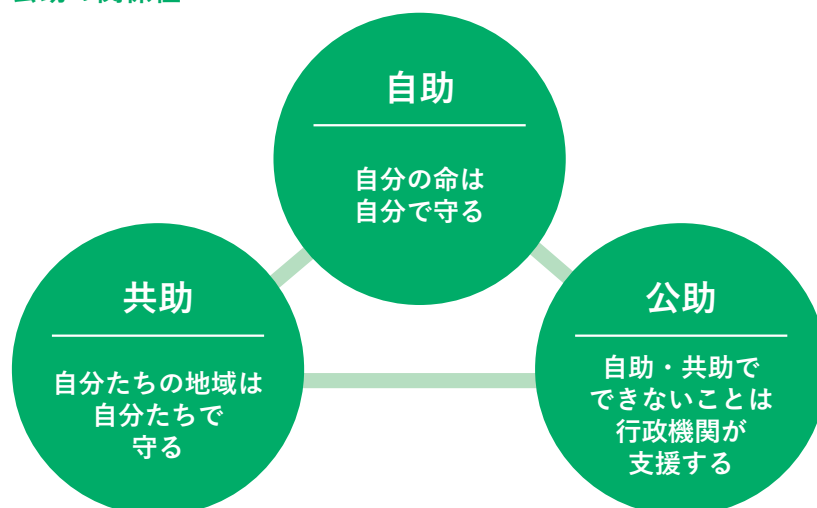 自助
自分の命は
自分で守る
共助
自分たちの地域は
自分たちで
守る
公助
自助・共助で
できないことは
行政機関が
支援する